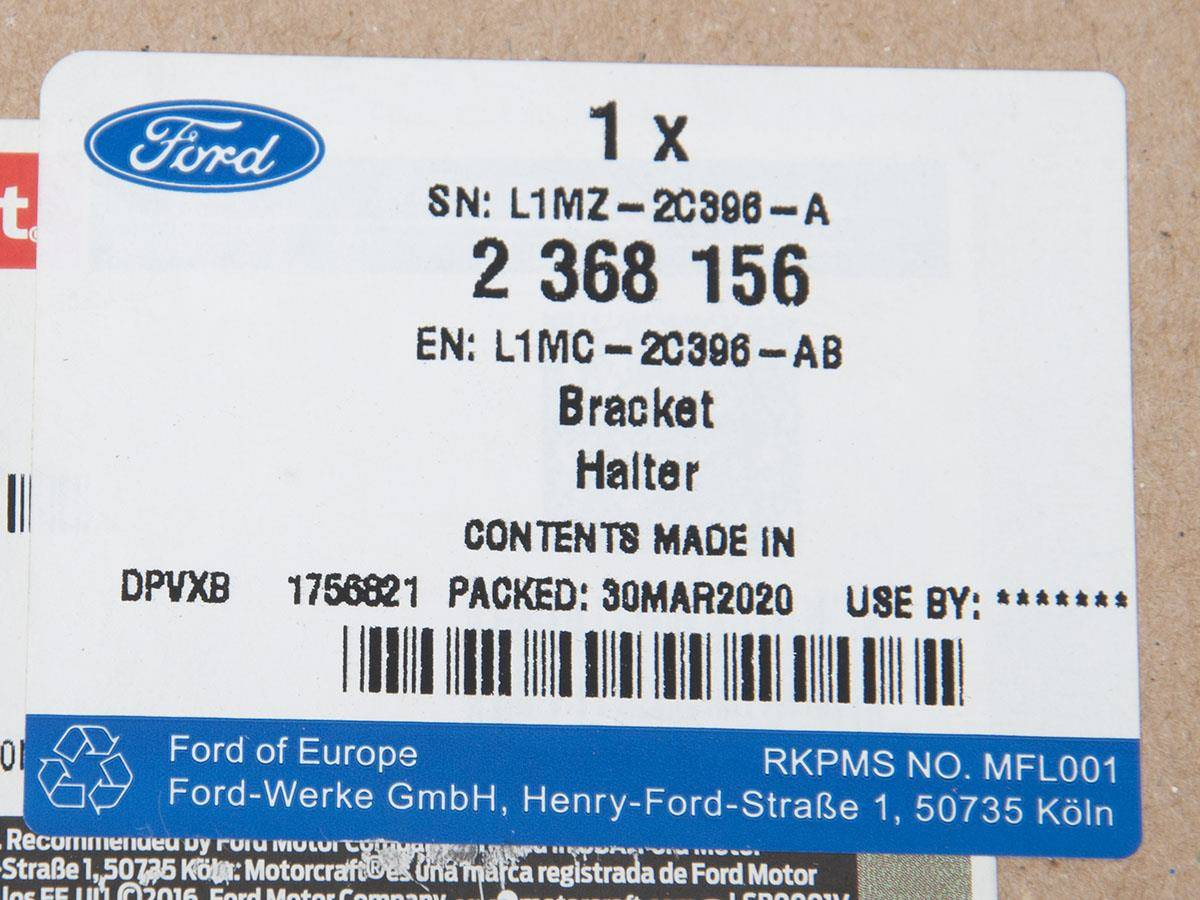 Ford
1 x
SN: L1MZ-2C396-A
2 368 156
EN: L1MC-2C396-AB
Bracket
Halter
CONTENTS MADE IN
DPVXB 1756821 PACKED: 30MAR2020 USE BY: *******
Ford of Europe RKPMS NO. MFL001
Ford-Werke GmbH, Henry-Ford-Straße 1, 50735 Köln
t
. Recommended by Ford Motor
-Straße 1, 50735 Köln: Motorcraft® es una marca registrada de Ford Motor
©2016 Ford Motor Company